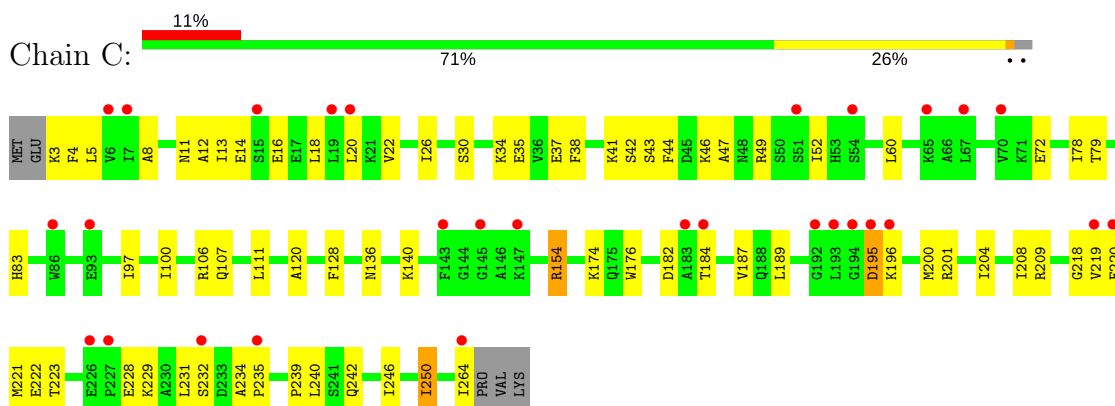 11%
Chain C:
71% 26% • •
MET GLU K3 F4 L5 V6 I7 A8 N11 A12 I13 E14 S15 E16 E17 L18 L19 L20 K21 V22 I26 S30 K34 E35 V36 E37 F38 K41 S42 S43 F44 D45 K46 A47 N48 R49 S50 S51 I52 H53 S54 L60 K65 A66 L67 V70 K71 E72 I78 T79
H83 W86 E93 I97 I100 R106 Q107 L111 A120 F128 N136 K140 F143 G144 G145 A146 K147 R154 K174 Q175 W176 D182 A183 T184 V187 Q188 L189 G192 L193 G194 D195 K196 M200 R201 I204 I208 R209 G218 V219
M221 E222 T223 E226 P227 E228 K229 A230 L231 S232 D233 A234 P235 P239 L240 S241 Q242 I246 I250 I264 PRO VAL LYS